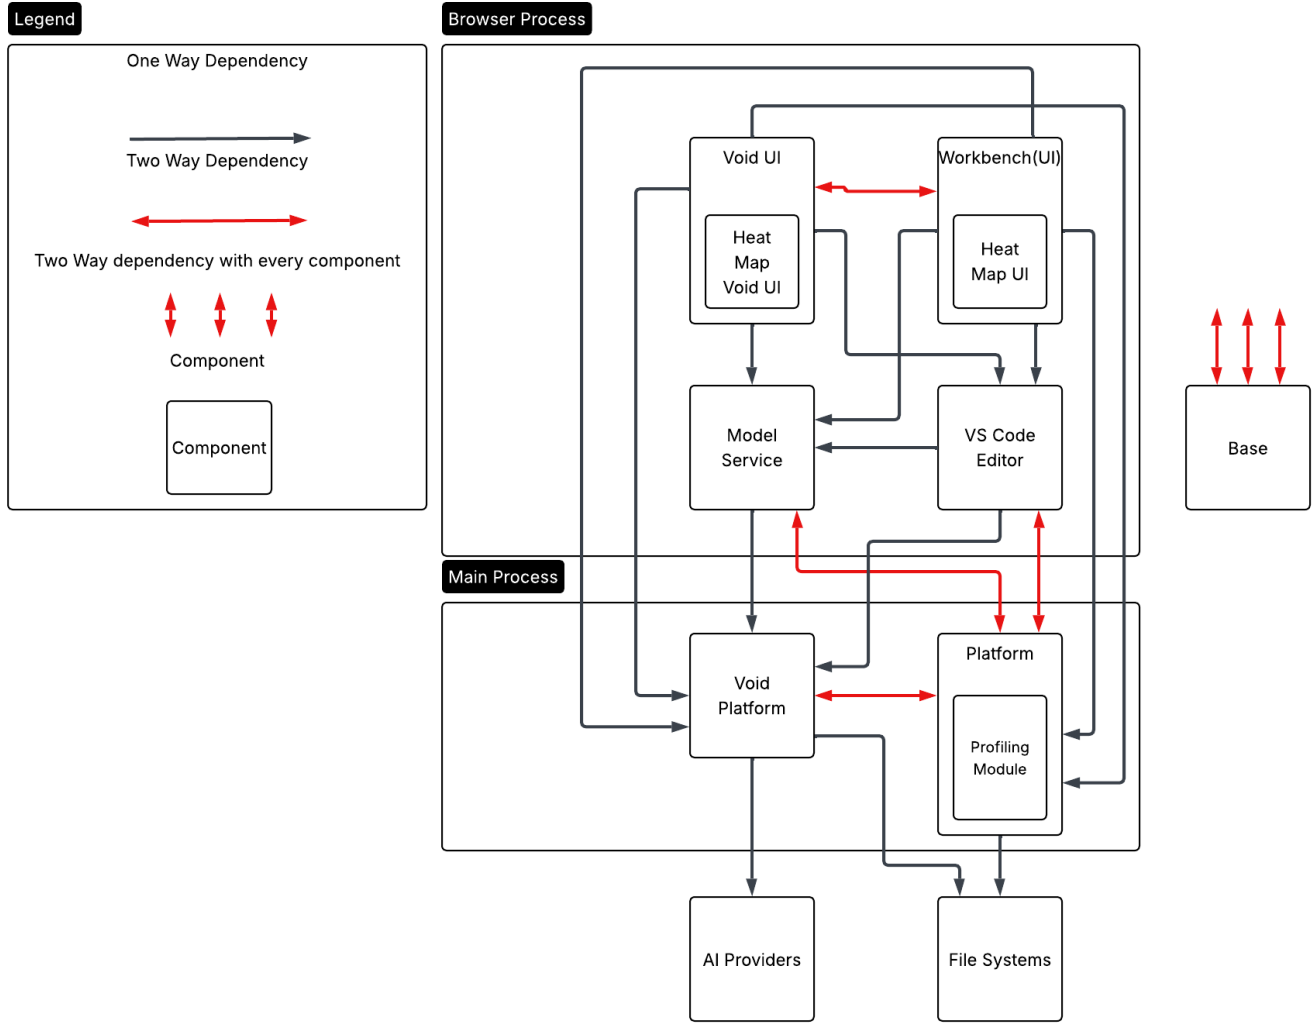 Legend
One Way Dependency
Two Way Dependency
Two Way dependency with every component
Component
Component
Browser Process
Void UI
Heat
Map
Void UI
Workbench(UI)
Heat
Map UI
Model
Service
VS Code
Editor
Base
Main Process
Void
Platform
Platform
Profiling
Module
AI Providers
File Systems